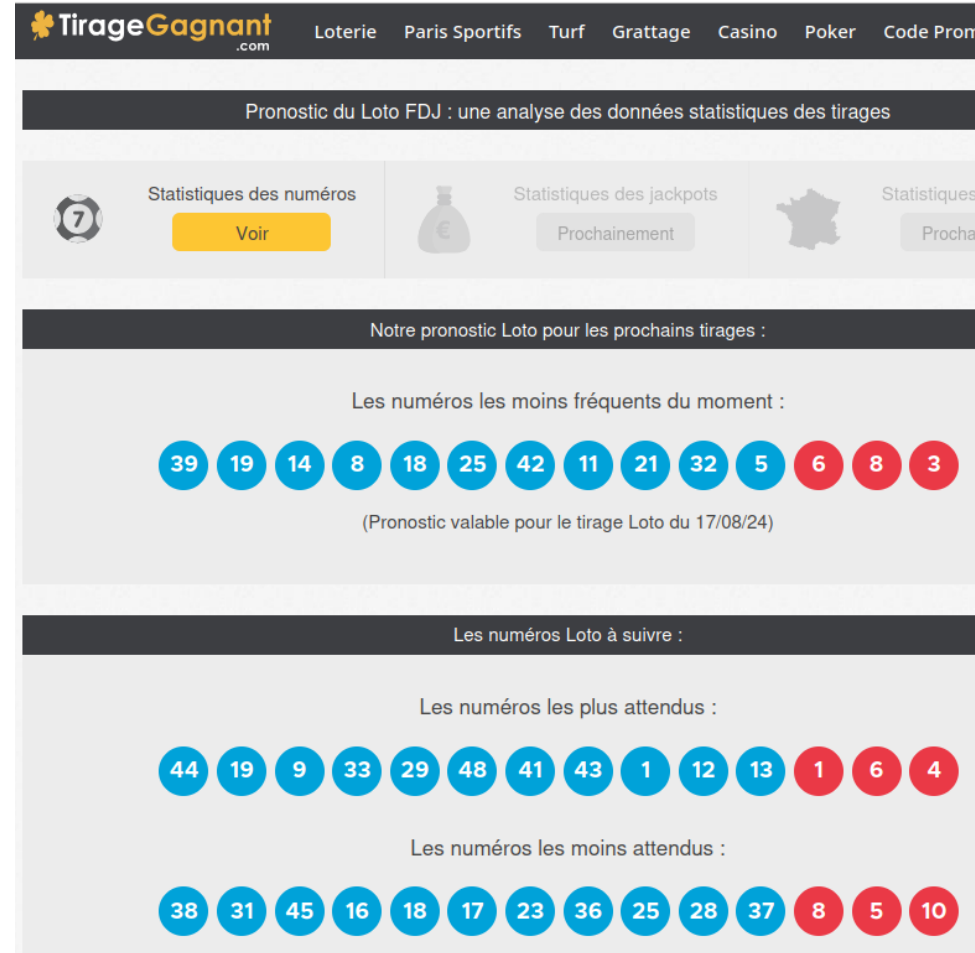 TirageGagnant
.com
Loterie Paris Sportifs Turf Grattage Casino Poker Code Prom
Pronostic du Loto FDJ : une analyse des données statistiques des tirages
7
Statistiques des numéros
Voir
€
Statistiques des jackpots
Prochainement
Statistiques
Procha
Notre pronostic Loto pour les prochains tirages :
Les numéros les moins fréquents du moment :
39 19 14 8 18 25 42 11 21 32 5 6 8 3
(Pronostic valable pour le tirage Loto du 17/08/24)
Les numéros Loto à suivre :
Les numéros les plus attendus :
44 19 9 33 29 48 41 43 1 12 13 1 6 4
Les numéros les moins attendus :
38 31 45 16 18 17 23 36 25 28 37 8 5 10